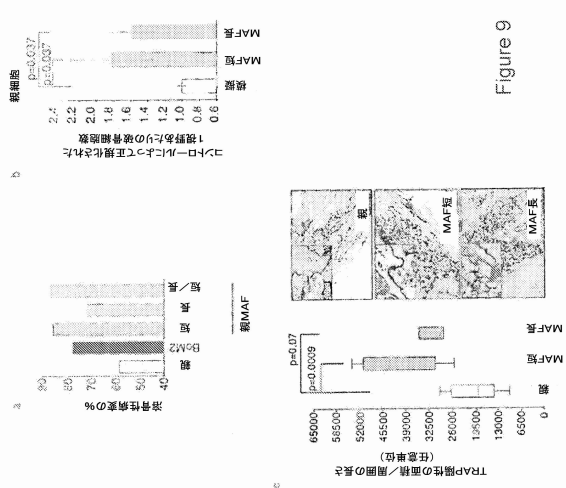 Figure 9
a
溶骨性病変の%
90
80
70
60
50
40
親
BoM2
短
長
短/長
親MAF
b
親細胞
p=0.037
p=0.037
コントロールによって正規化された
1視野あたりの破骨細胞数
2.4
2.2
2.0
1.8
1.6
1.4
1.2
1.0
0.8
0.6
模擬
MAF短
MAF長
c
TRAP陽性の面積/周囲の長さ
(任意単位)
65000
58500
52000
45500
39000
32500
26000
19500
13000
6500
0
p=0.07
p=0.0009
親
MAF短
MAF長
親
MAF短
MAF長